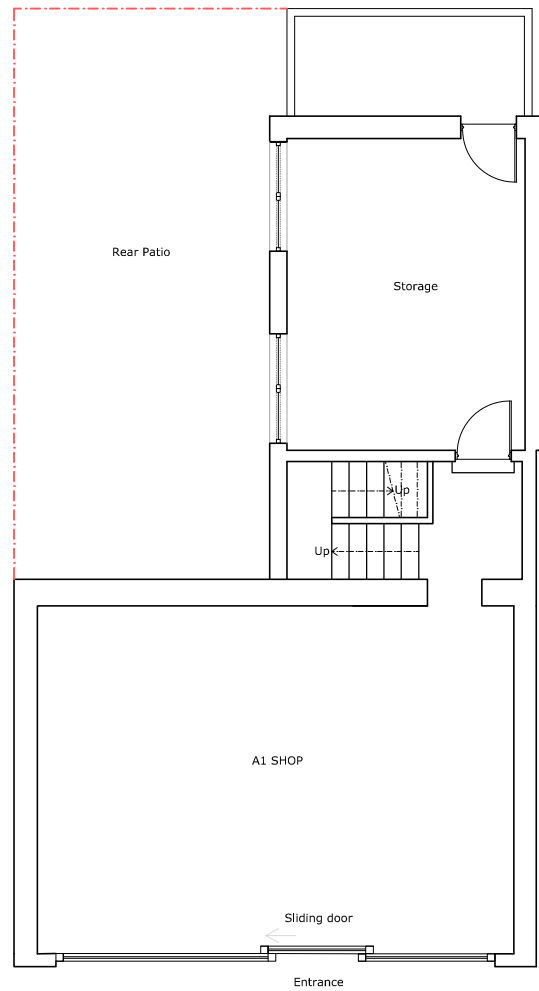 Rear Patio
Storage
Up
Up
A1 SHOP
Sliding door
Entrance